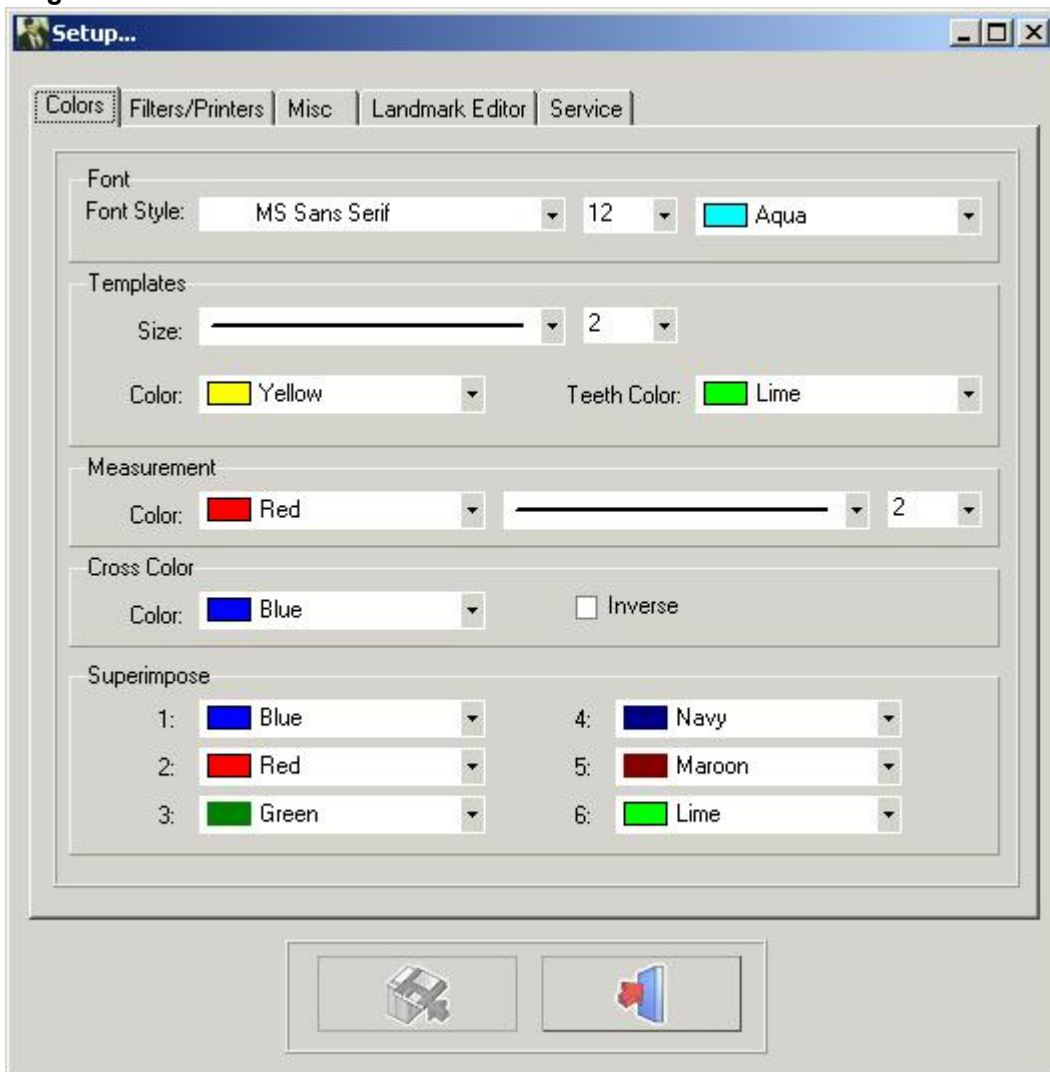 Setup...
Colors Filters/Printers Misc Landmark Editor Service
Font
Font Style: MS Sans Serif 12 Aqua
Templates
Size: 2
Color: Yellow Teeth Color: Lime
Measurement
Color: Red 2
Cross Color
Color: Blue Inverse
Superimpose
1: Blue 4: Navy
2: Red 5: Maroon
3: Green 6: Lime